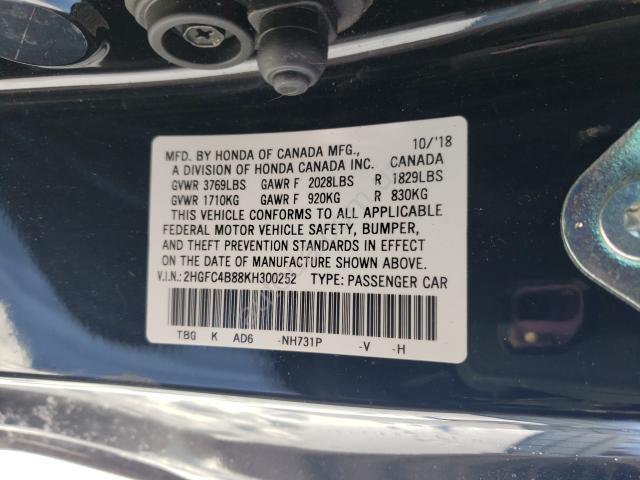 MFD. BY HONDA OF CANADA MFG., 10/'18
A DIVISION OF HONDA CANADA INC. CANADA
GVWR 3769LBS GAWR F 2028LBS R 1829LBS
GVWR 1710KG GAWR F 920KG R 830KG
THIS VEHICLE CONFORMS TO ALL APPLICABLE
FEDERAL MOTOR VEHICLE SAFETY, BUMPER,
AND THEFT PREVENTION STANDARDS IN EFFECT
ON THE DATE OF MANUFACTURE SHOWN ABOVE.
V.I.N.: 2HGFC4B88KH300252 TYPE: PASSENGER CAR
TBG K AD6 -NH731P -V -H